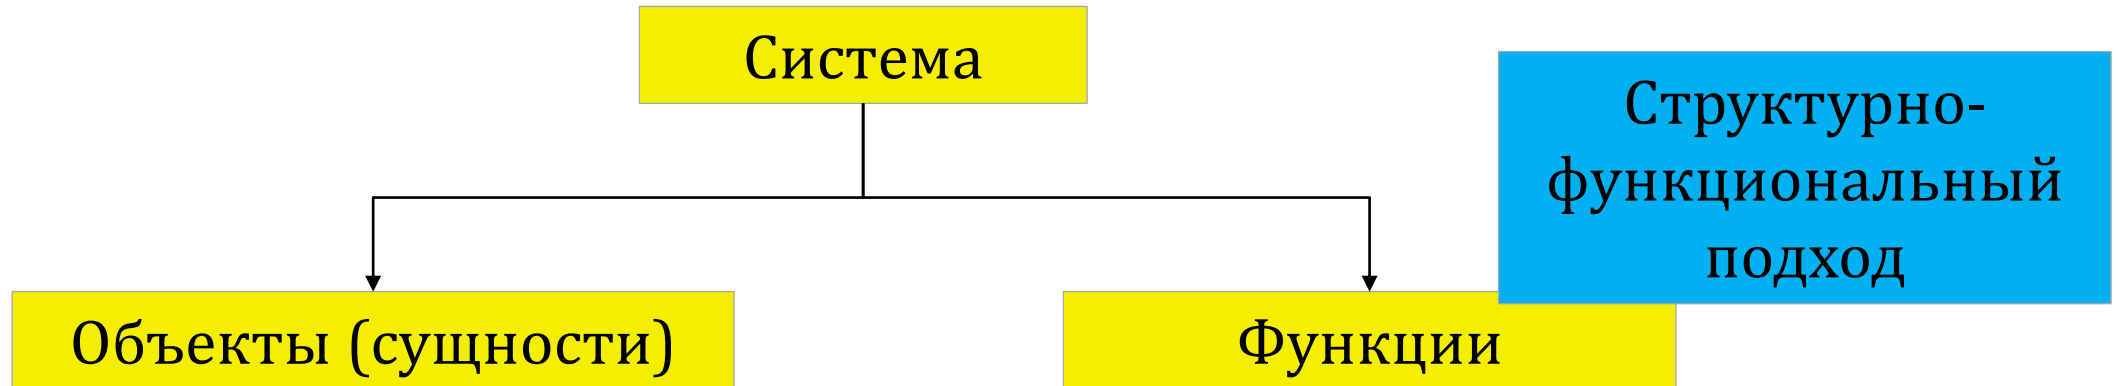 Система
Структурно-
функциональный
подход
Объекты (сущности)
Функции